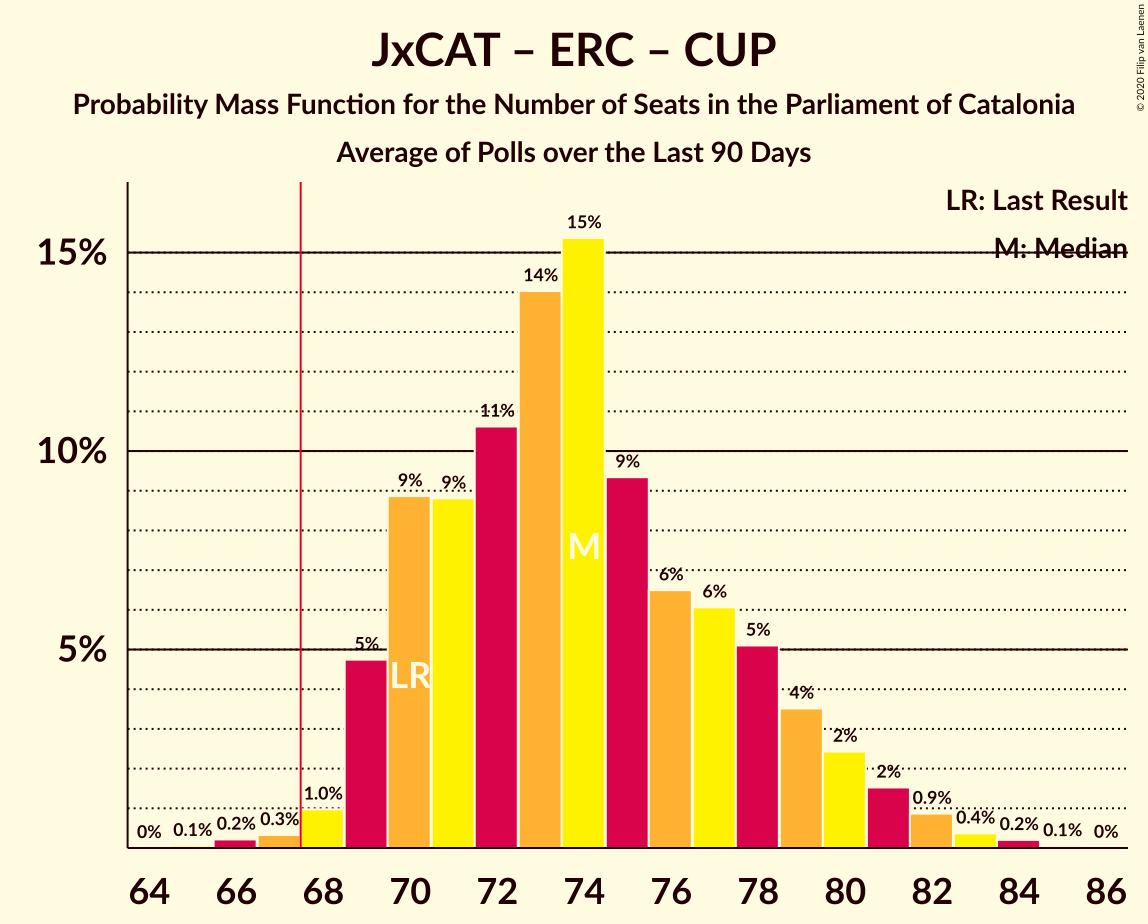 JxCAT – ERC – CUP
Probability Mass Function for the Number of Seats in the Parliament of Catalonia
Average of Polls over the Last 90 Days
© 2020 Filip van Laenen
LR: Last Result
M: Median
15%
10%
5%
0%
0.1%
0.2%
0.3%
1.0%
5%
9%
9%
11%
14%
15%
9%
6%
6%
5%
4%
2%
2%
0.9%
0.4%
0.2%
0.1%
0%
LR
M
64 66 68 70 72 74 76 78 80 82 84 86